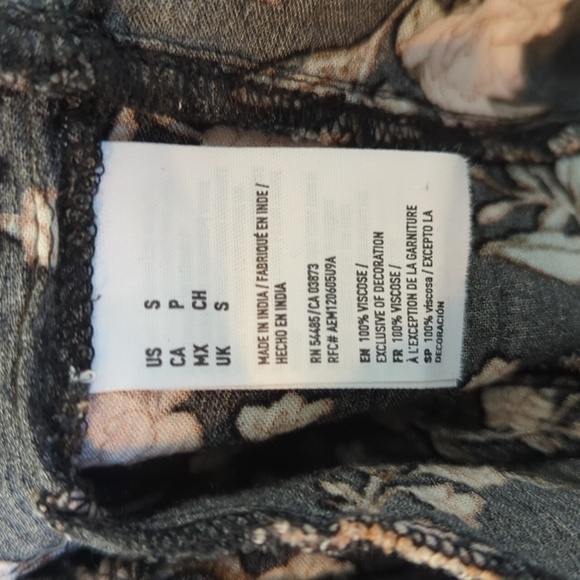 US S
CA P
MX CH
UK S
MADE IN INDIA / FABRIQUÉ EN INDE /
HECHO EN INDIA
RN 54485/CA 03873
RFC# AEM120605U9A
EN 100% VISCOSE /
EXCLUSIVE OF DECORATION
FR 100% VISCOSE /
À L'EXCEPTION DE LA GARNITURE
SP 100% viscosa / EXCEPTO LA
DECORACIÓN